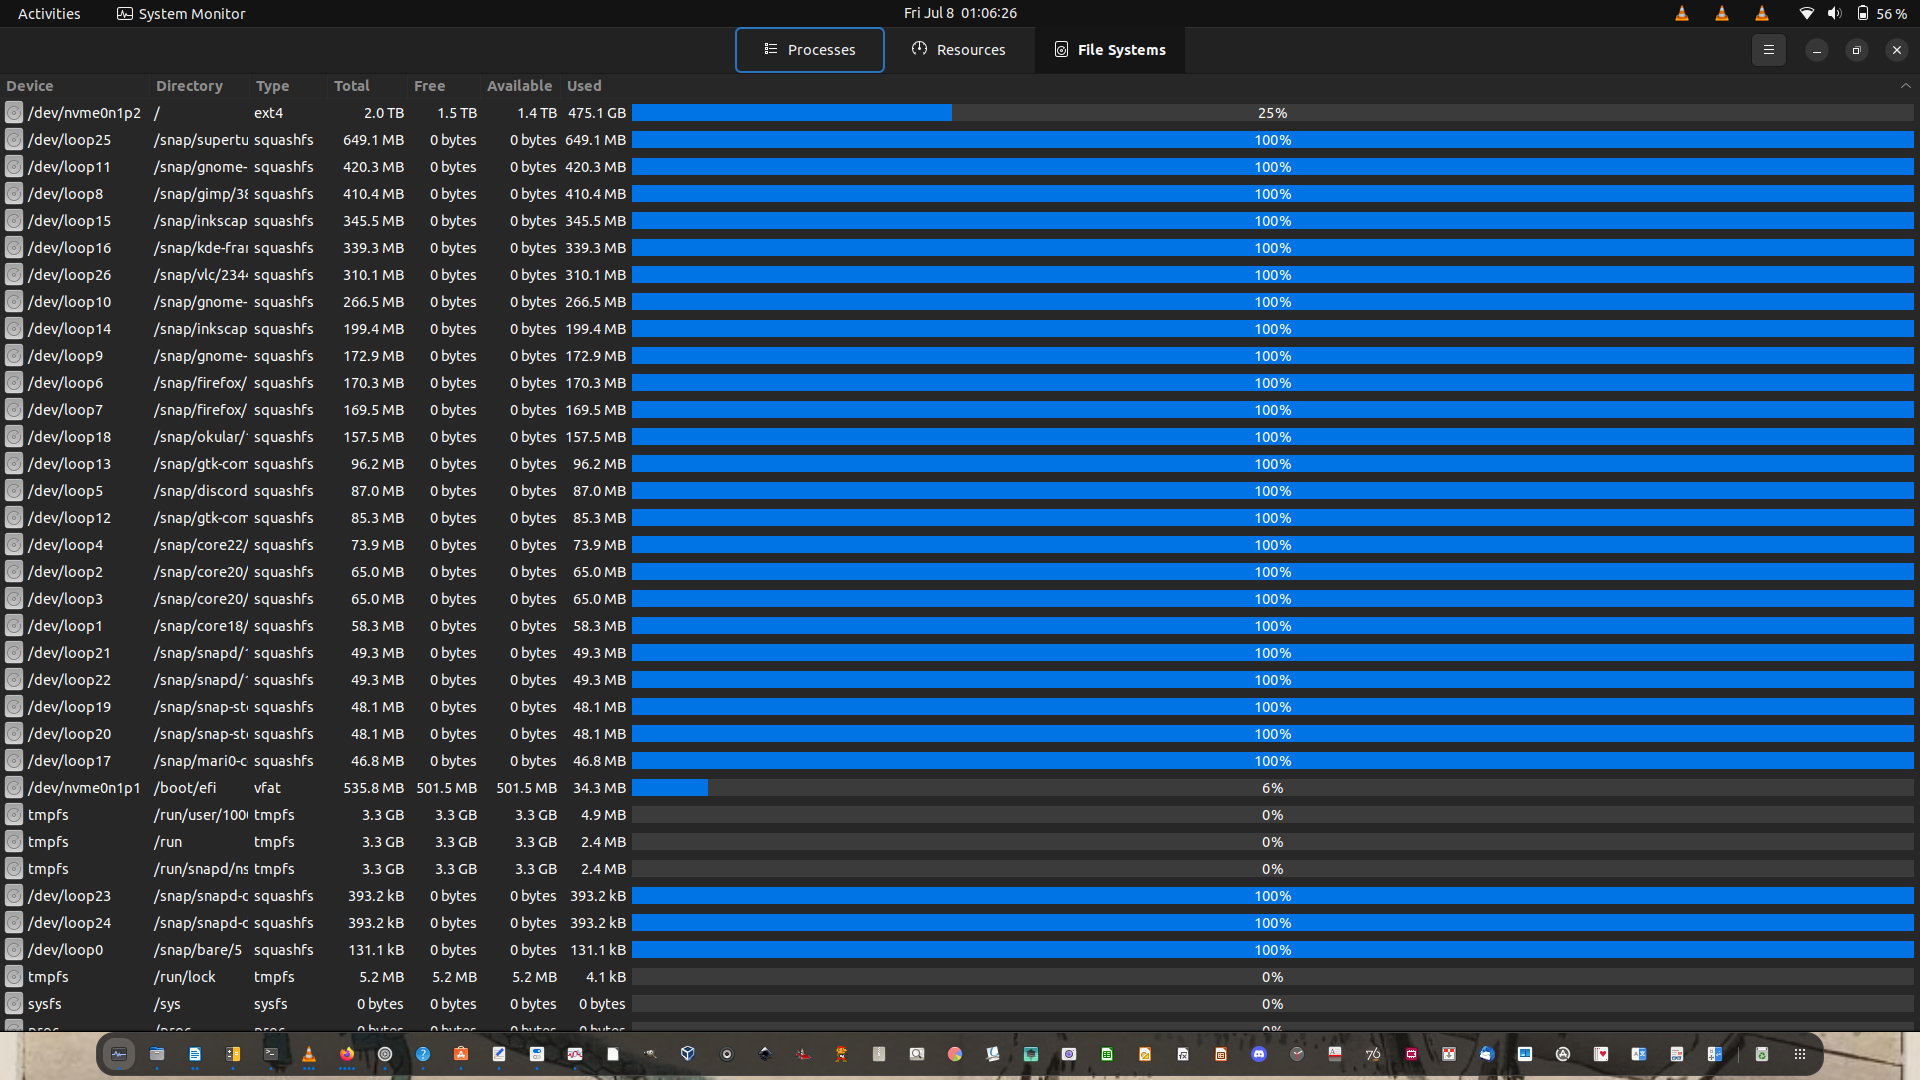 Activities System Monitor Fri Jul 8 01:06:26 56 %
Processes Resources File Systems
Device Directory Type Total Free Available Used
/dev/nvme0n1p2 / ext4 2.0 TB 1.5 TB 1.4 TB 475.1 GB 25%
/dev/loop25 /snap/supertu squashfs 649.1 MB 0 bytes 0 bytes 649.1 MB 100%
/dev/loop11 /snap/gnome- squashfs 420.3 MB 0 bytes 0 bytes 420.3 MB 100%
/dev/loop8 /snap/gimp/38 squashfs 410.4 MB 0 bytes 0 bytes 410.4 MB 100%
/dev/loop15 /snap/inkscap squashfs 345.5 MB 0 bytes 0 bytes 345.5 MB 100%
/dev/loop16 /snap/kde-fra squashfs 339.3 MB 0 bytes 0 bytes 339.3 MB 100%
/dev/loop26 /snap/vlc/234 squashfs 310.1 MB 0 bytes 0 bytes 310.1 MB 100%
/dev/loop10 /snap/gnome- squashfs 266.5 MB 0 bytes 0 bytes 266.5 MB 100%
/dev/loop14 /snap/inkscap squashfs 199.4 MB 0 bytes 0 bytes 199.4 MB 100%
/dev/loop9 /snap/gnome- squashfs 172.9 MB 0 bytes 0 bytes 172.9 MB 100%
/dev/loop6 /snap/firefox/ squashfs 170.3 MB 0 bytes 0 bytes 170.3 MB 100%
/dev/loop7 /snap/firefox/ squashfs 169.5 MB 0 bytes 0 bytes 169.5 MB 100%
/dev/loop18 /snap/okular/ squashfs 157.5 MB 0 bytes 0 bytes 157.5 MB 100%
/dev/loop13 /snap/gtk-com squashfs 96.2 MB 0 bytes 0 bytes 96.2 MB 100%
/dev/loop5 /snap/discord squashfs 87.0 MB 0 bytes 0 bytes 87.0 MB 100%
/dev/loop12 /snap/gtk-com squashfs 85.3 MB 0 bytes 0 bytes 85.3 MB 100%
/dev/loop4 /snap/core22/ squashfs 73.9 MB 0 bytes 0 bytes 73.9 MB 100%
/dev/loop2 /snap/core20/ squashfs 65.0 MB 0 bytes 0 bytes 65.0 MB 100%
/dev/loop3 /snap/core20/ squashfs 65.0 MB 0 bytes 0 bytes 65.0 MB 100%
/dev/loop1 /snap/core18/ squashfs 58.3 MB 0 bytes 0 bytes 58.3 MB 100%
/dev/loop21 /snap/snapd/ squashfs 49.3 MB 0 bytes 0 bytes 49.3 MB 100%
/dev/loop22 /snap/snapd/ squashfs 49.3 MB 0 bytes 0 bytes 49.3 MB 100%
/dev/loop19 /snap/snap-st squashfs 48.1 MB 0 bytes 0 bytes 48.1 MB 100%
/dev/loop20 /snap/snap-st squashfs 48.1 MB 0 bytes 0 bytes 48.1 MB 100%
/dev/loop17 /snap/mari0-c squashfs 46.8 MB 0 bytes 0 bytes 46.8 MB 100%
/dev/nvme0n1p1 /boot/efi vfat 535.8 MB 501.5 MB 501.5 MB 34.3 MB 6%
tmpfs /run/user/100 tmpfs 3.3 GB 3.3 GB 3.3 GB 4.9 MB 0%
tmpfs /run tmpfs 3.3 GB 3.3 GB 3.3 GB 2.4 MB 0%
tmpfs /run/snapd/ns tmpfs 3.3 GB 3.3 GB 3.3 GB 2.4 MB 0%
/dev/loop23 /snap/snapd-c squashfs 393.2 kB 0 bytes 0 bytes 393.2 kB 100%
/dev/loop24 /snap/snapd-c squashfs 393.2 kB 0 bytes 0 bytes 393.2 kB 100%
/dev/loop0 /snap/bare/5 squashfs 131.1 kB 0 bytes 0 bytes 131.1 kB 100%
tmpfs /run/lock tmpfs 5.2 MB 5.2 MB 5.2 MB 4.1 kB 0%
sysfs /sys sysfs 0 bytes 0 bytes 0 bytes 0 bytes 0%
proc /proc proc 0 bytes 0 bytes 0 bytes 0 bytes 0%
76